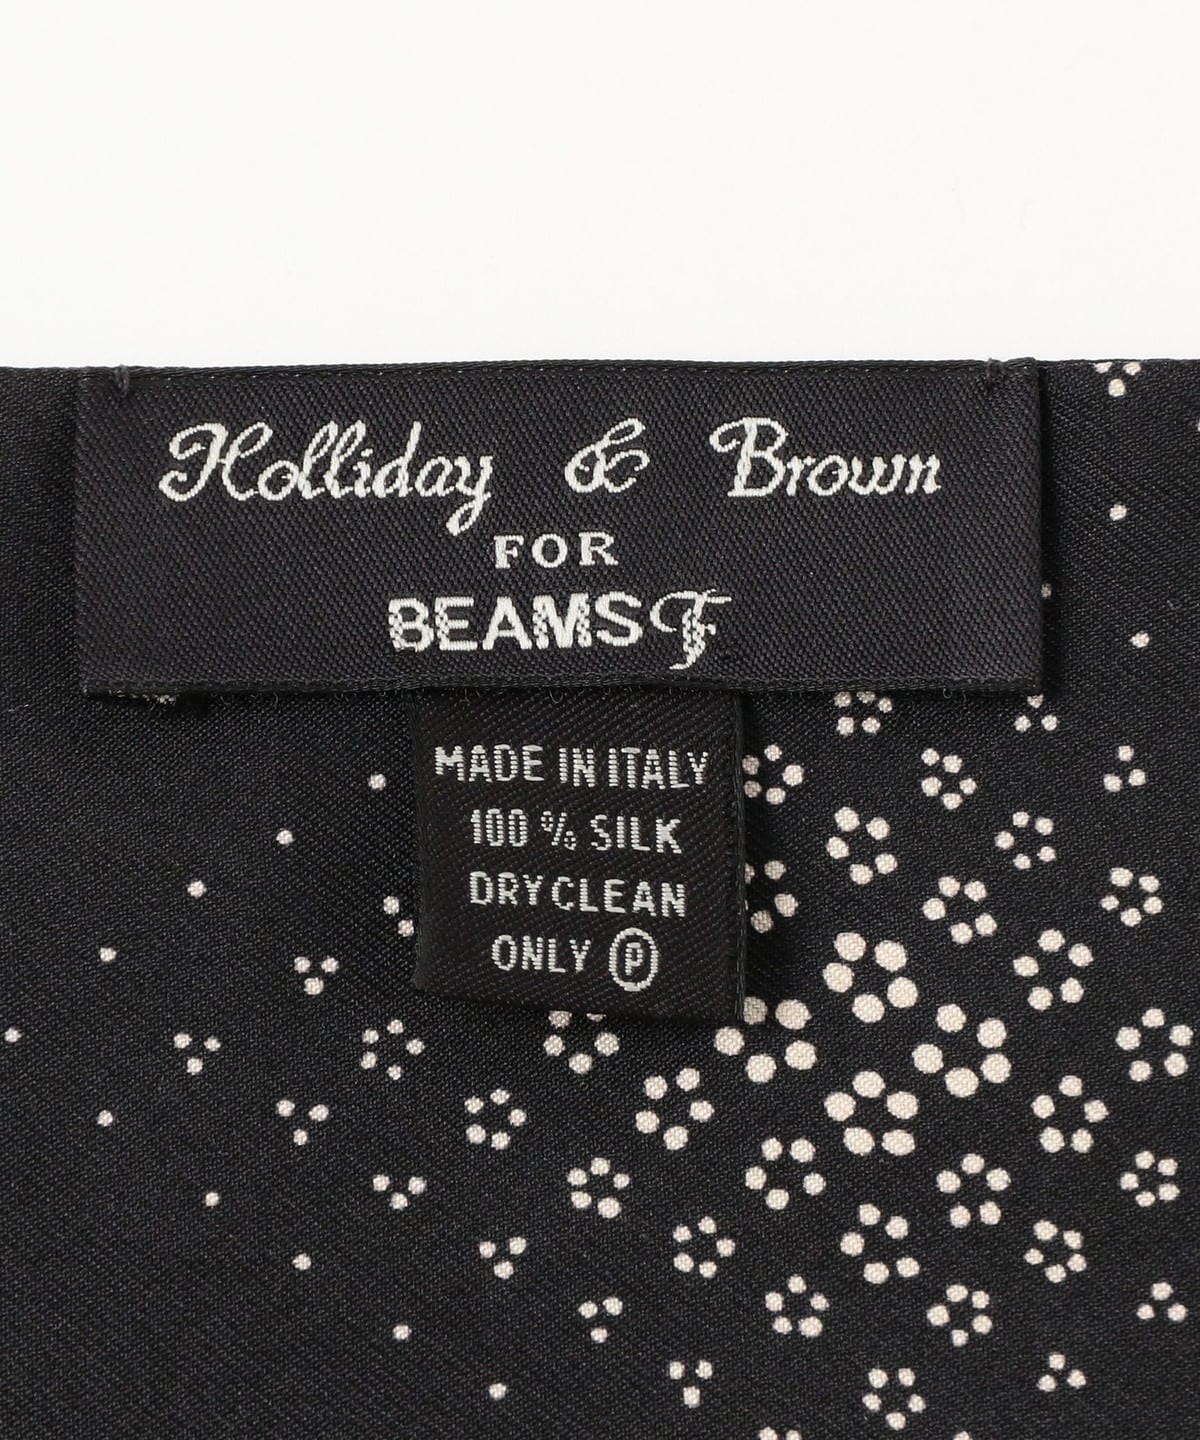 Holliday & Brown
FOR
BEAMS F
MADE IN ITALY
100 % SILK
DRY CLEAN
ONLY Ⓟ